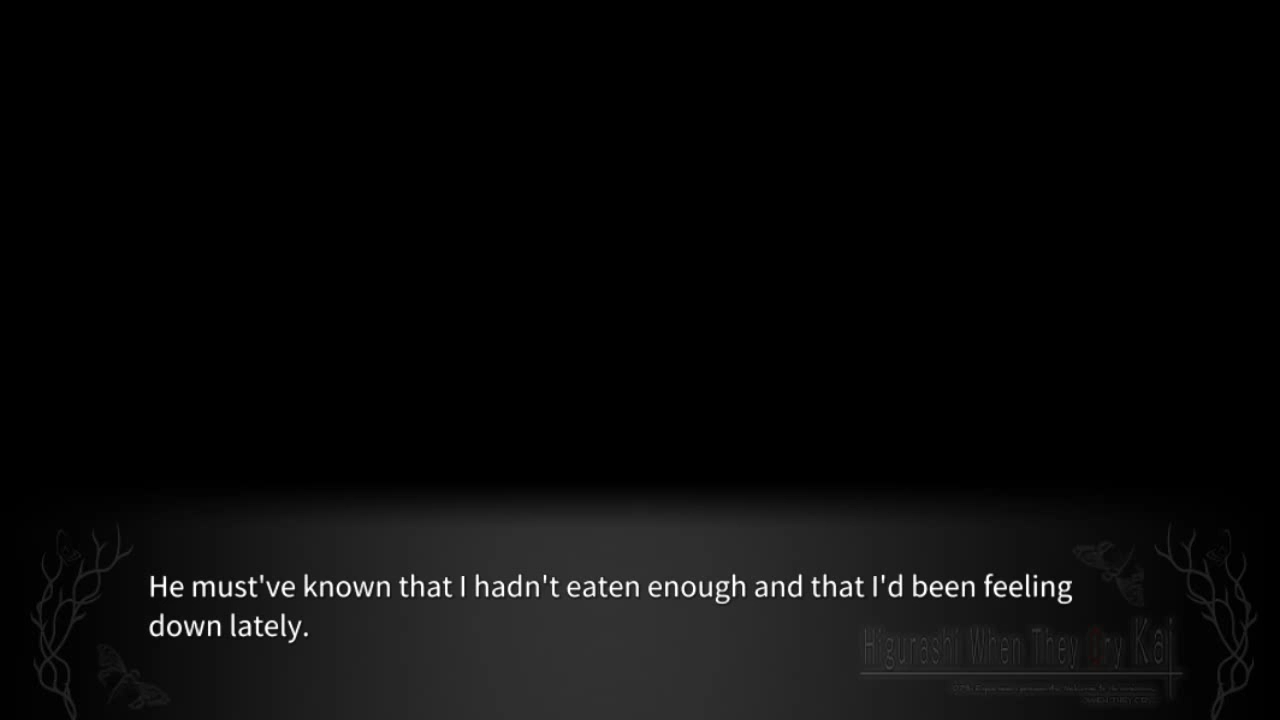 He must've known that I hadn't eaten enough and that I'd been feeling
down lately.
Higurashi When They Cry Kai